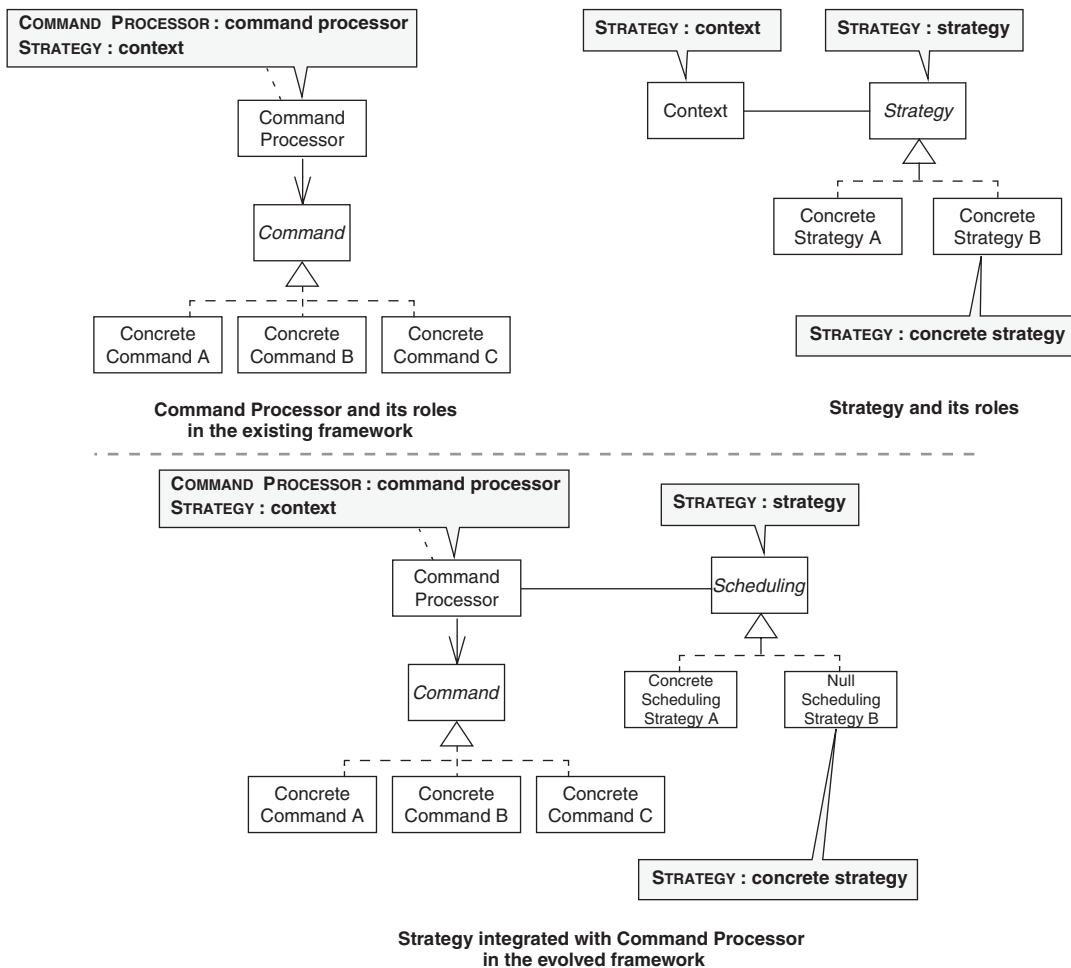 COMMAND PROCESSOR : command processor
STRATEGY : context
Command
Processor
Command
Concrete
Command A
Concrete
Command B
Concrete
Command C
Command Processor and its roles
in the existing framework
STRATEGY : context
STRATEGY : strategy
Context
Strategy
Concrete
Strategy A
Concrete
Strategy B
STRATEGY : concrete strategy
Strategy and its roles
COMMAND PROCESSOR : command processor
STRATEGY : context
STRATEGY : strategy
Command
Processor
Scheduling
Command
Concrete
Scheduling
Strategy A
Null
Scheduling
Strategy B
Concrete
Command A
Concrete
Command B
Concrete
Command C
STRATEGY : concrete strategy
Strategy integrated with Command Processor
in the evolved framework